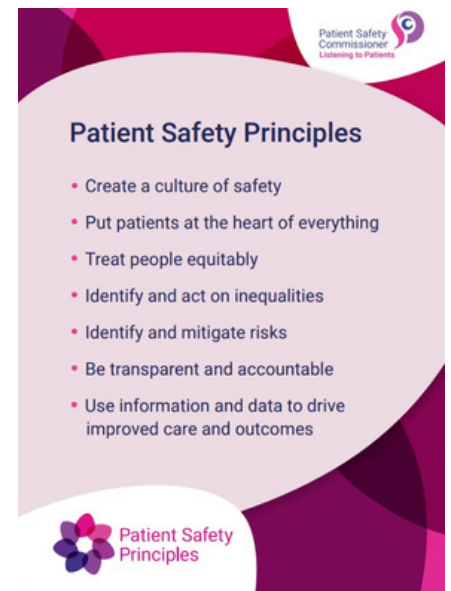 Patient Safety
Commissioner
Listening to Patients
Patient Safety Principles
• Create a culture of safety
• Put patients at the heart of everything
• Treat people equitably
• Identify and act on inequalities
• Identify and mitigate risks
• Be transparent and accountable
• Use information and data to drive
improved care and outcomes
Patient Safety
Principles